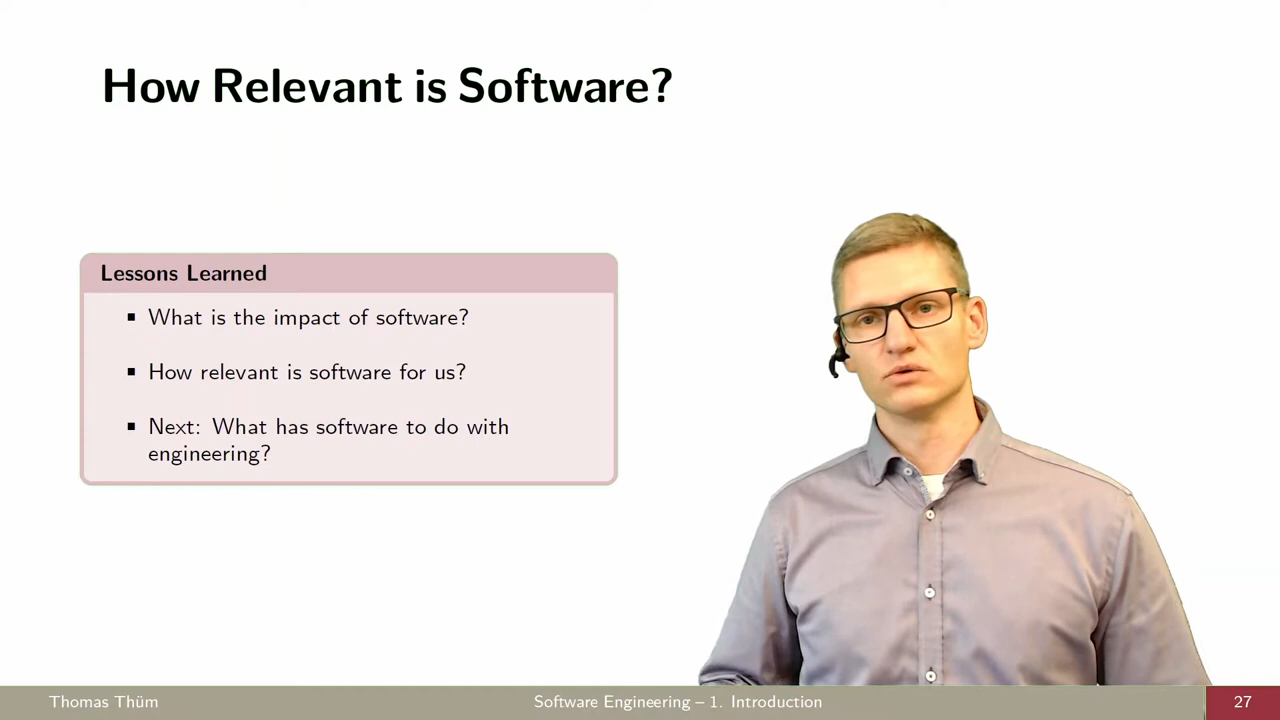 How Relevant is Software?
Lessons Learned
▪ What is the impact of software?
▪ How relevant is software for us?
▪ Next: What has software to do with
engineering?
Thomas Thüm
Software Engineering – 1. Introduction
27